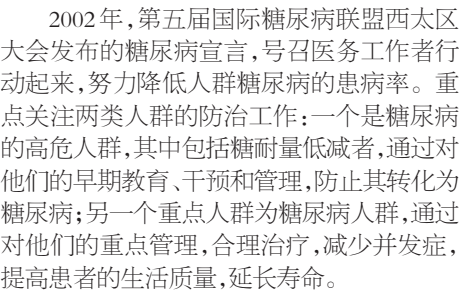 2002年,第五届国际糖尿病联盟西太区
大会发布的糖尿病宣言,号召医务工作者行
动起来,努力降低人群糖尿病的患病率。重
点关注两类人群的防治工作:一个是糖尿病
的高危人群,其中包括糖耐量低减者,通过对
他们的早期教育、干预和管理,防止其转化为
糖尿病;另一个重点人群为糖尿病人群,通过
对他们的重点管理,合理治疗,减少并发症,
提高患者的生活质量,延长寿命。